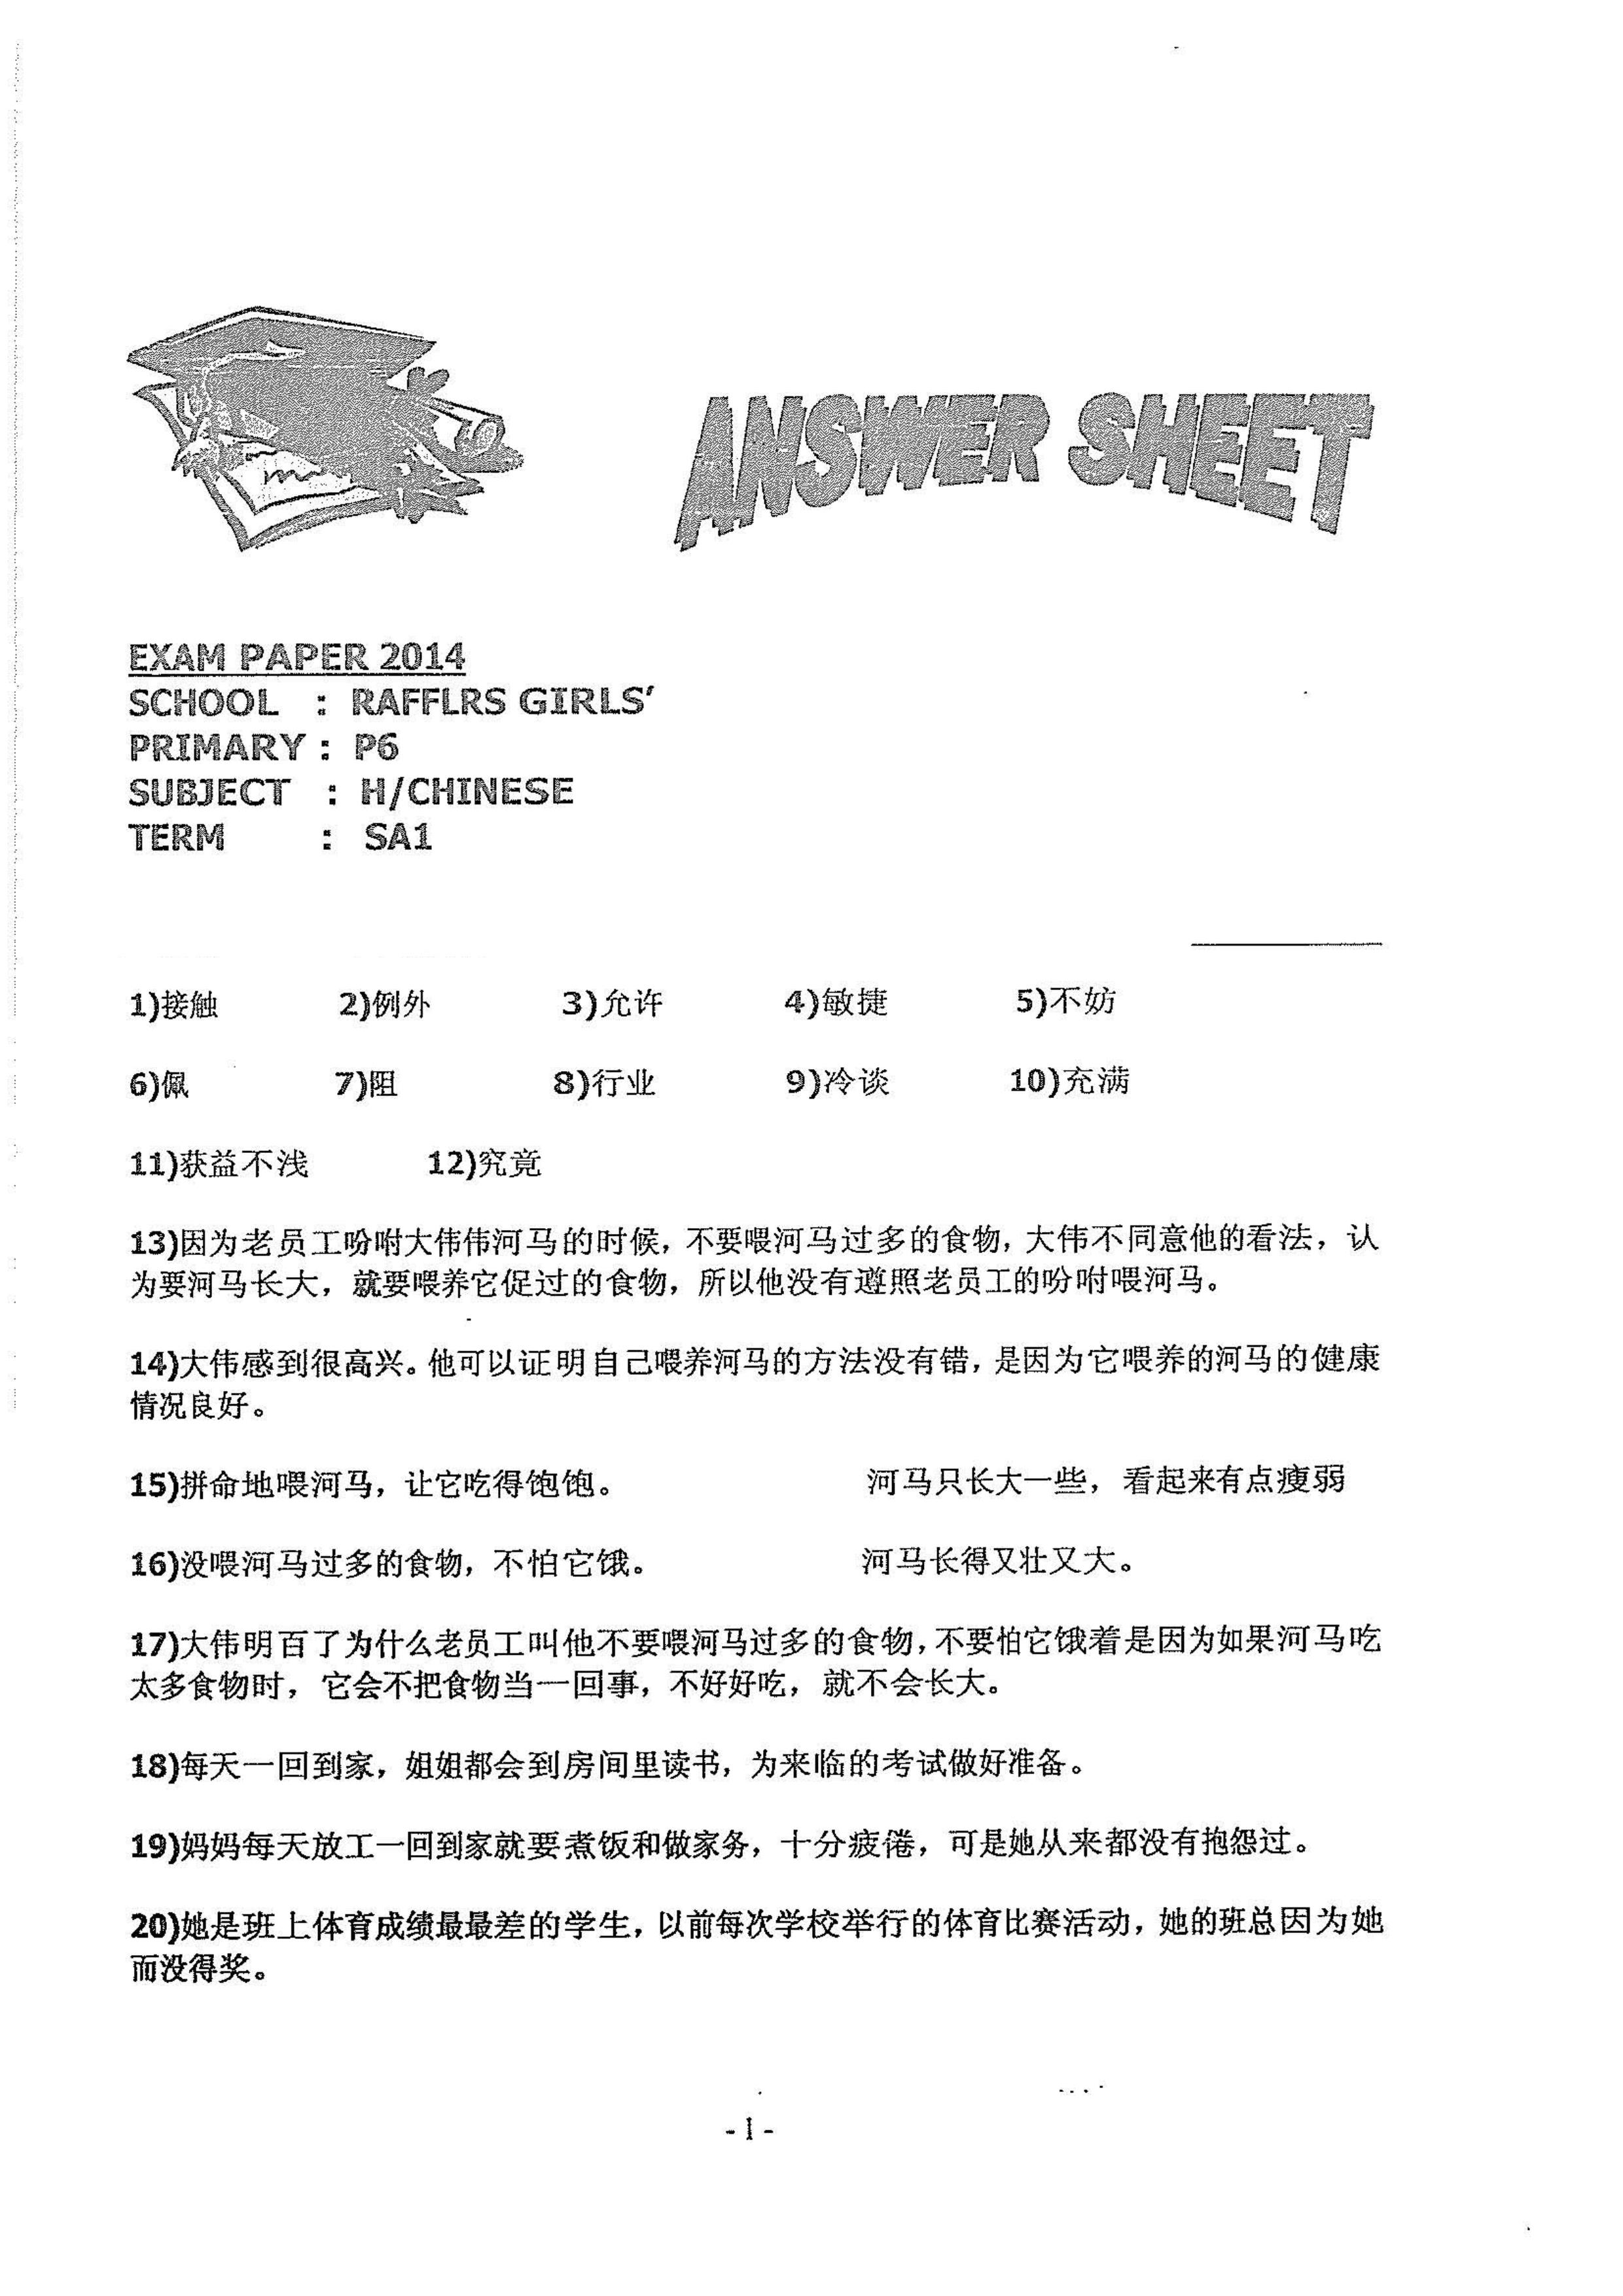 ANSWER SHEET
EXAM PAPER 2014
SCHOOL : RAFFLRS GIRLS'
PRIMARY : P6
SUBJECT : H/CHINESE
TERM : SA1
1)接触 2)例外 3)允许 4)敏捷 5)不妨
6)佩 7)阻 8)行业 9)冷谈 10)充满
11)获益不浅 12)究竟
13)因为老员工吩咐大伟伟河马的时候，不要喂河马过多的食物，大伟不同意他的看法，认
为要河马长大，就要喂养它促过的食物，所以他没有遵照老员工的吩咐喂河马。
14)大伟感到很高兴。他可以证明自己喂养河马的方法没有错，是因为它喂养的河马的健康
情况良好。
15)拼命地喂河马，让它吃得饱饱。 河马只长大一些，看起来有点瘦弱
16)没喂河马过多的食物，不怕它饿。 河马长得又壮又大。
17)大伟明百了为什么老员工叫他不要喂河马过多的食物，不要怕它饿着是因为如果河马吃
太多食物时，它会不把食物当一回事，不好好吃，就不会长大。
18)每天一回到家，姐姐都会到房间里读书，为来临的考试做好准备。
19)妈妈每天放工一回到家就要煮饭和做家务，十分疲倦，可是她从来都没有抱怨过。
20)她是班上体育成绩最最差的学生，以前每次学校举行的体育比赛活动，她的班总因为她
而没得奖。
- 1 -